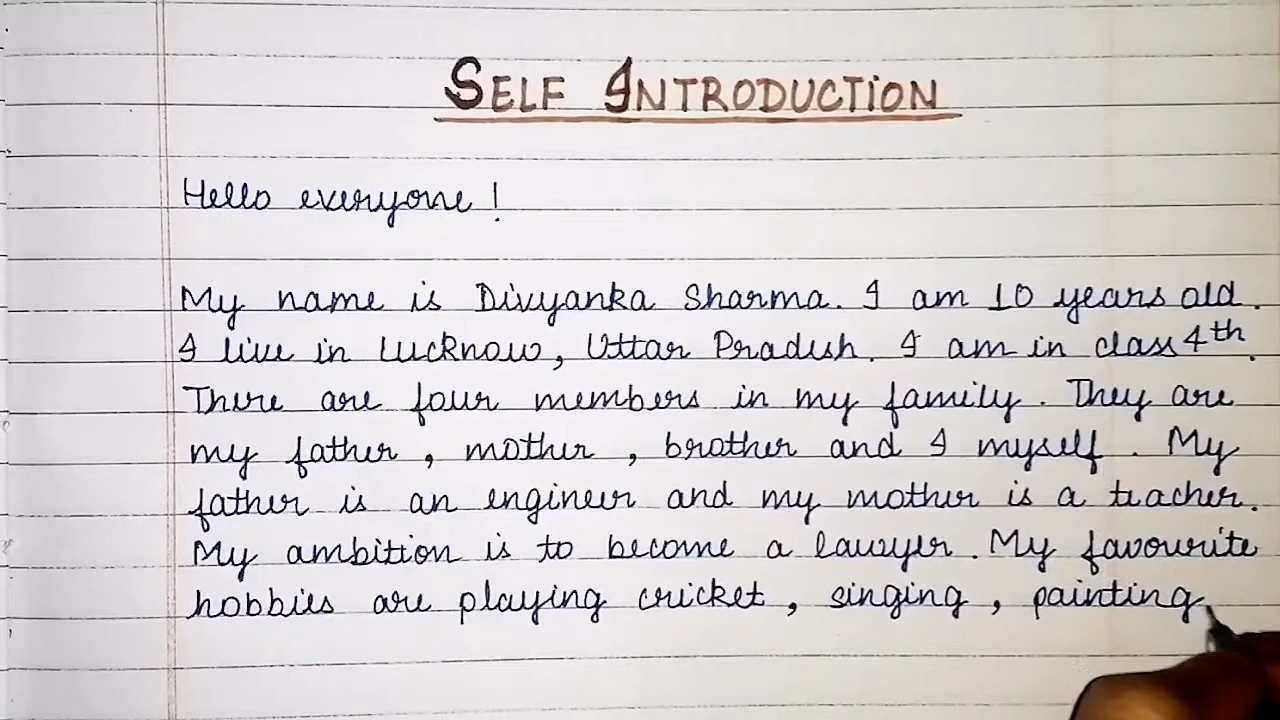 SELF INTRODUCTION
Hello everyone !
My name is Divyanka Sharma. I am 10 years old.
I live in Lucknow, Uttar Pradesh. I am in class 4th.
There are four members in my family. They are
my father, mother, brother and I myself. My
father is an engineer and my mother is a teacher.
My ambition is to become a lawyer. My favourite
hobbies are playing cricket, singing, painting